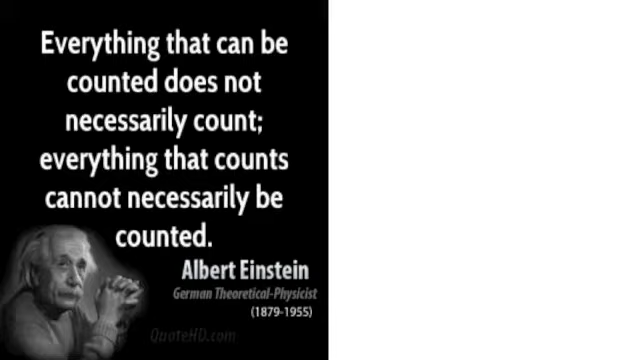 Everything that can be
counted does not
necessarily count;
everything that counts
cannot necessarily be
counted.
Albert Einstein
German Theoretical-Physicist
(1879-1955)
QuoteHD.com